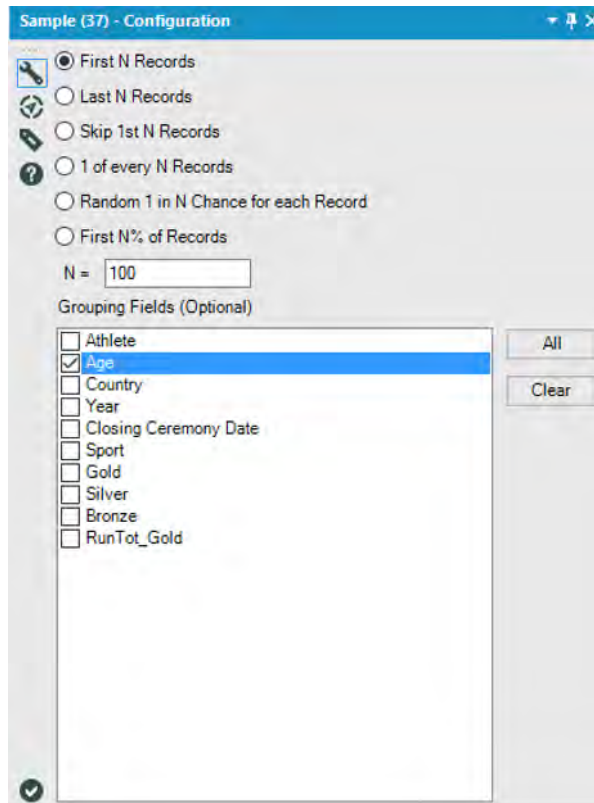 Sample (37) - Configuration
First N Records
Last N Records
Skip 1st N Records
1 of every N Records
Random 1 in N Chance for each Record
First N% of Records
N = 100
Grouping Fields (Optional)
Athlete
All
Age
Country
Clear
Year
Closing Ceremony Date
Sport
Gold
Silver
Bronze
RunTot_Gold